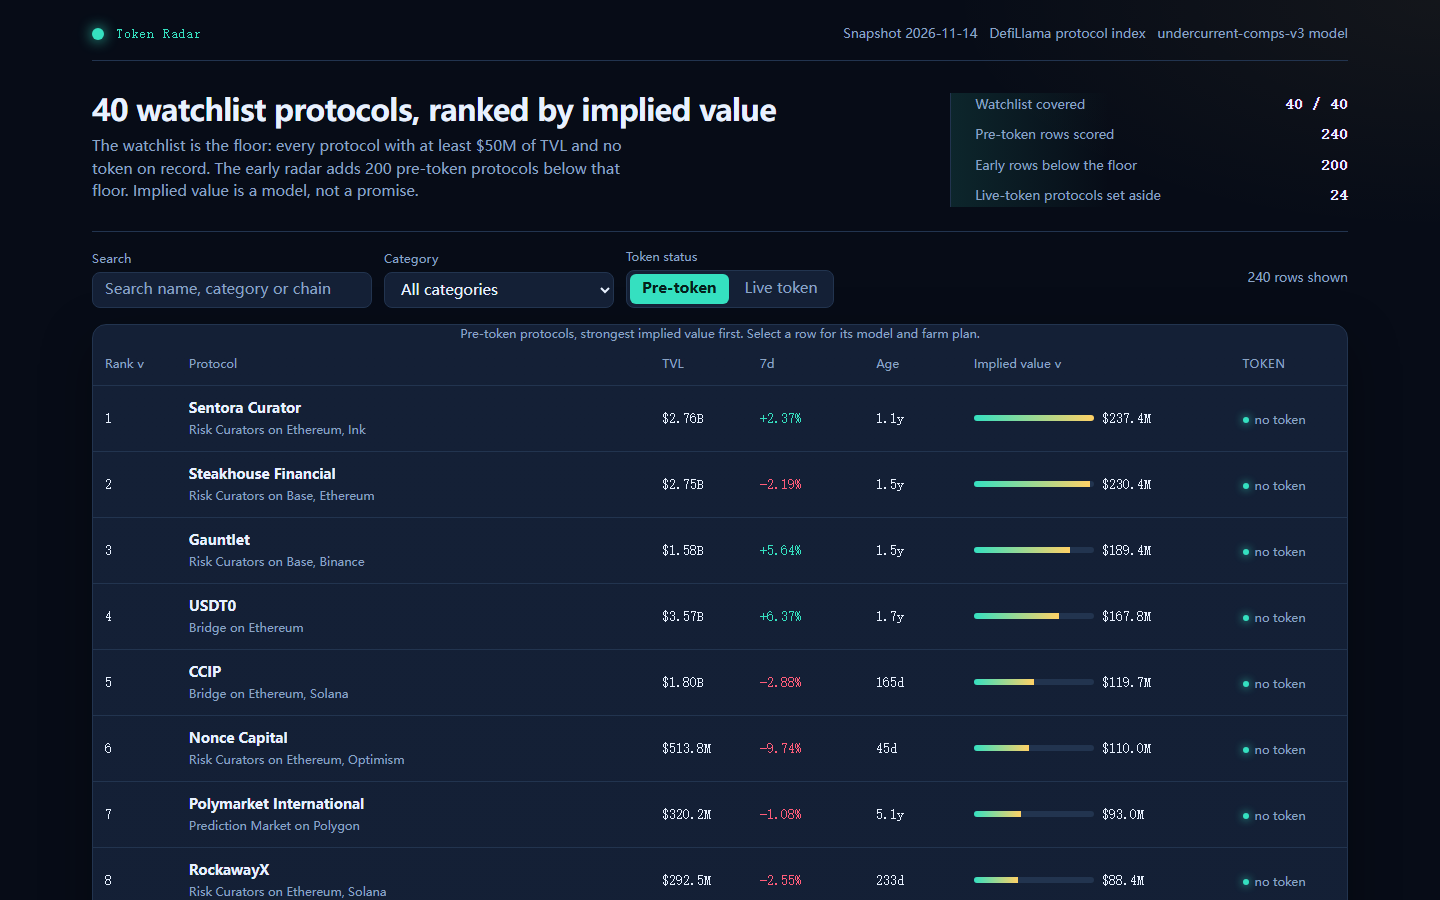 Token Radar
Snapshot 2026-11-14 DefiLlama protocol index undercurrent-comps-v3 model
40 watchlist protocols, ranked by implied value
The watchlist is the floor: every protocol with at least $50M of TVL and no
token on record. The early radar adds 200 pre-token protocols below that
floor. Implied value is a model, not a promise.
Watchlist covered 40 / 40
Pre-token rows scored 240
Early rows below the floor 200
Live-token protocols set aside 24
Search Category Token status
Search name, category or chain All categories Pre-token Live token
240 rows shown
Pre-token protocols, strongest implied value first. Select a row for its model and farm plan.
Rank v Protocol TVL 7d Age Implied value v TOKEN
1 Sentora Curator $2.76B +2.37% 1.1y $237.4M no token
Risk Curators on Ethereum, Ink
2 Steakhouse Financial $2.75B −2.19% 1.5y $230.4M no token
Risk Curators on Base, Ethereum
3 Gauntlet $1.58B +5.64% 1.5y $189.4M no token
Risk Curators on Base, Binance
4 USDT0 $3.57B +6.37% 1.7y $167.8M no token
Bridge on Ethereum
5 CCIP $1.80B −2.88% 165d $119.7M no token
Bridge on Ethereum, Solana
6 Nonce Capital $513.8M −9.74% 45d $110.0M no token
Risk Curators on Ethereum, Optimism
7 Polymarket International $320.2M −1.08% 5.1y $93.0M no token
Prediction Market on Polygon
8 RockawayX $292.5M −2.55% 233d $88.4M no token
Risk Curators on Ethereum, Solana